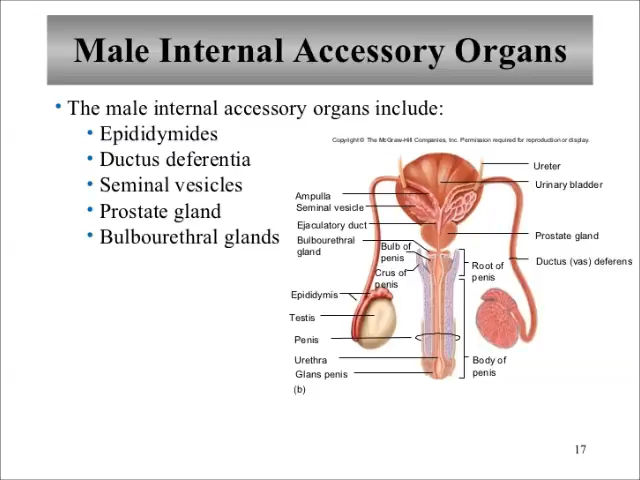 Male Internal Accessory Organs
• The male internal accessory organs include:
• Epididymides
• Ductus deferentia
• Seminal vesicles
• Prostate gland
• Bulbourethral glands
Copyright © The McGraw-Hill Companies, Inc. Permission required for reproduction or display.
Ureter
Urinary bladder
Ampulla
Seminal vesicle
Ejaculatory duct
Bulbourethral
gland
Bulb of
penis
Crus of
penis
Prostate gland
Ductus (vas) deferens
Root of
penis
Epididymis
Testis
Penis
Urethra
Glans penis
Body of
penis
(b)
17